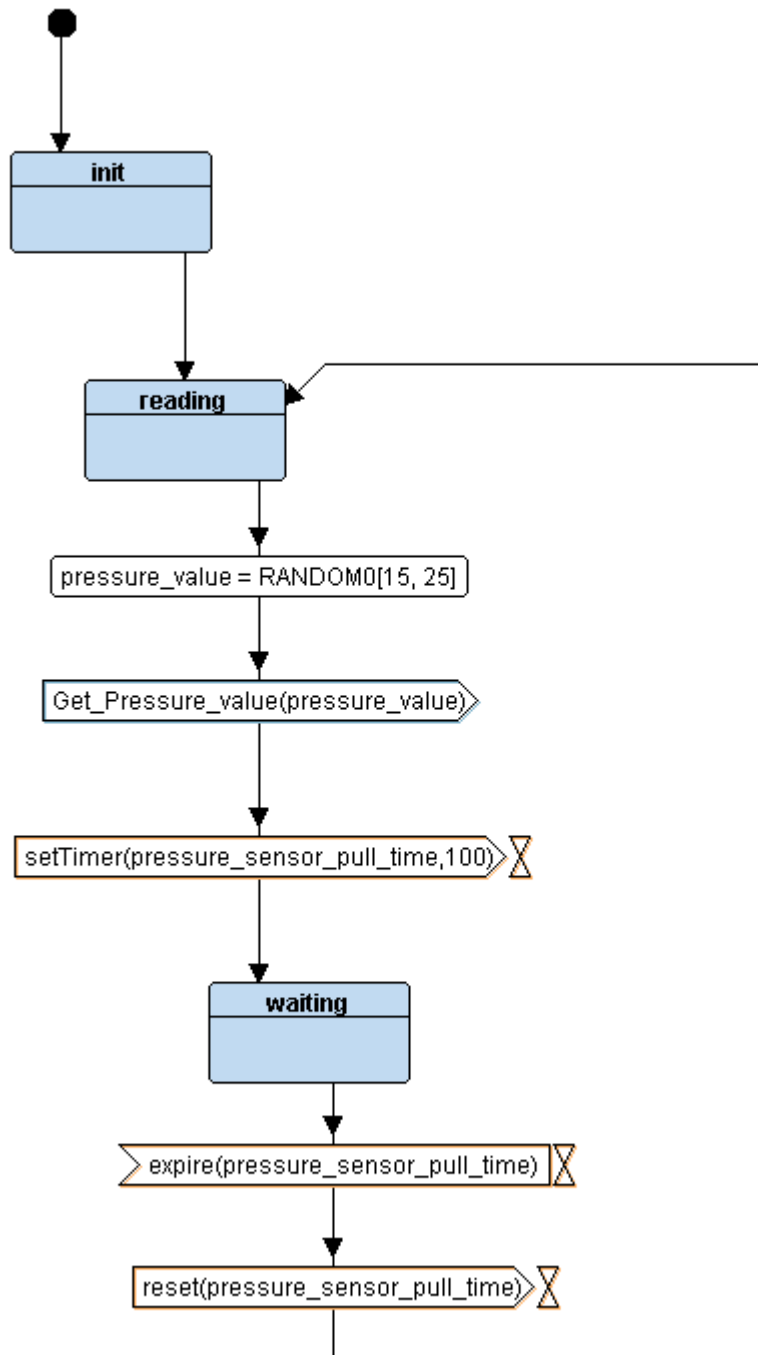 init
reading
pressure_value = RANDOM0[15, 25]
Get_Pressure_value(pressure_value)
setTimer(pressure_sensor_pull_time,100)
waiting
expire(pressure_sensor_pull_time)
reset(pressure_sensor_pull_time)